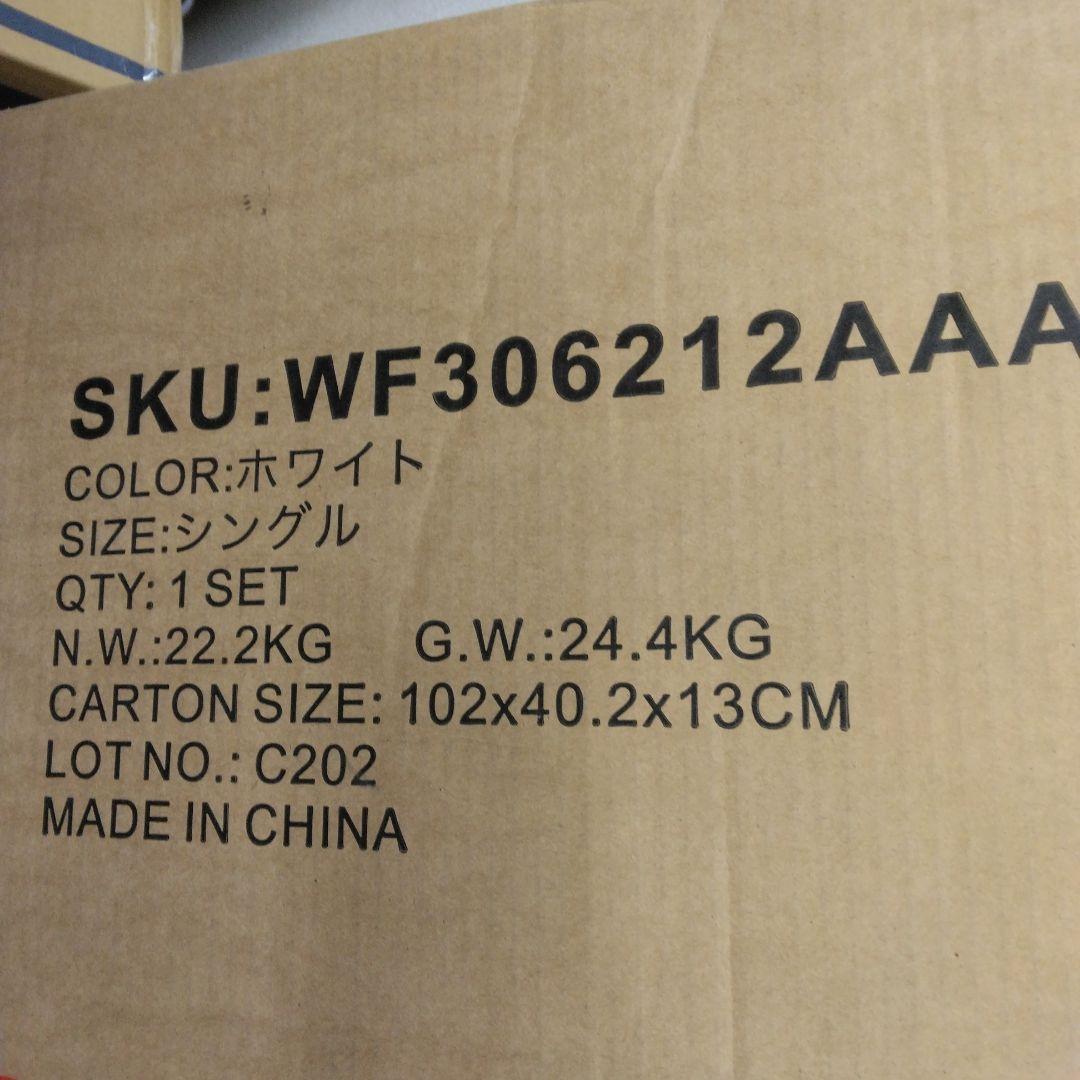 SKU:WF306212AAA
COLOR:ホワイト
SIZE:シングル
QTY: 1 SET
N.W.:22.2KG G.W.:24.4KG
CARTON SIZE: 102x40.2x13CM
LOT NO.: C202
MADE IN CHINA